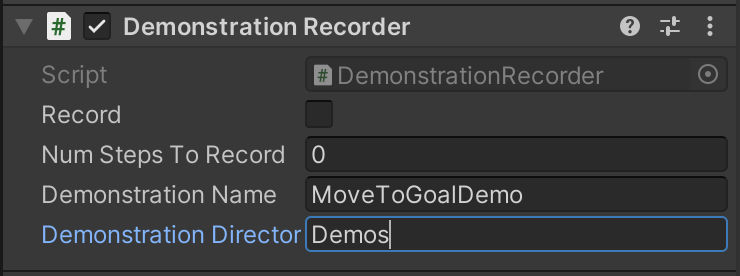 # Demonstration Recorder
Script # DemonstrationRecorder
Record
Num Steps To Record 0
Demonstration Name MoveToGoalDemo
Demonstration Director Demos